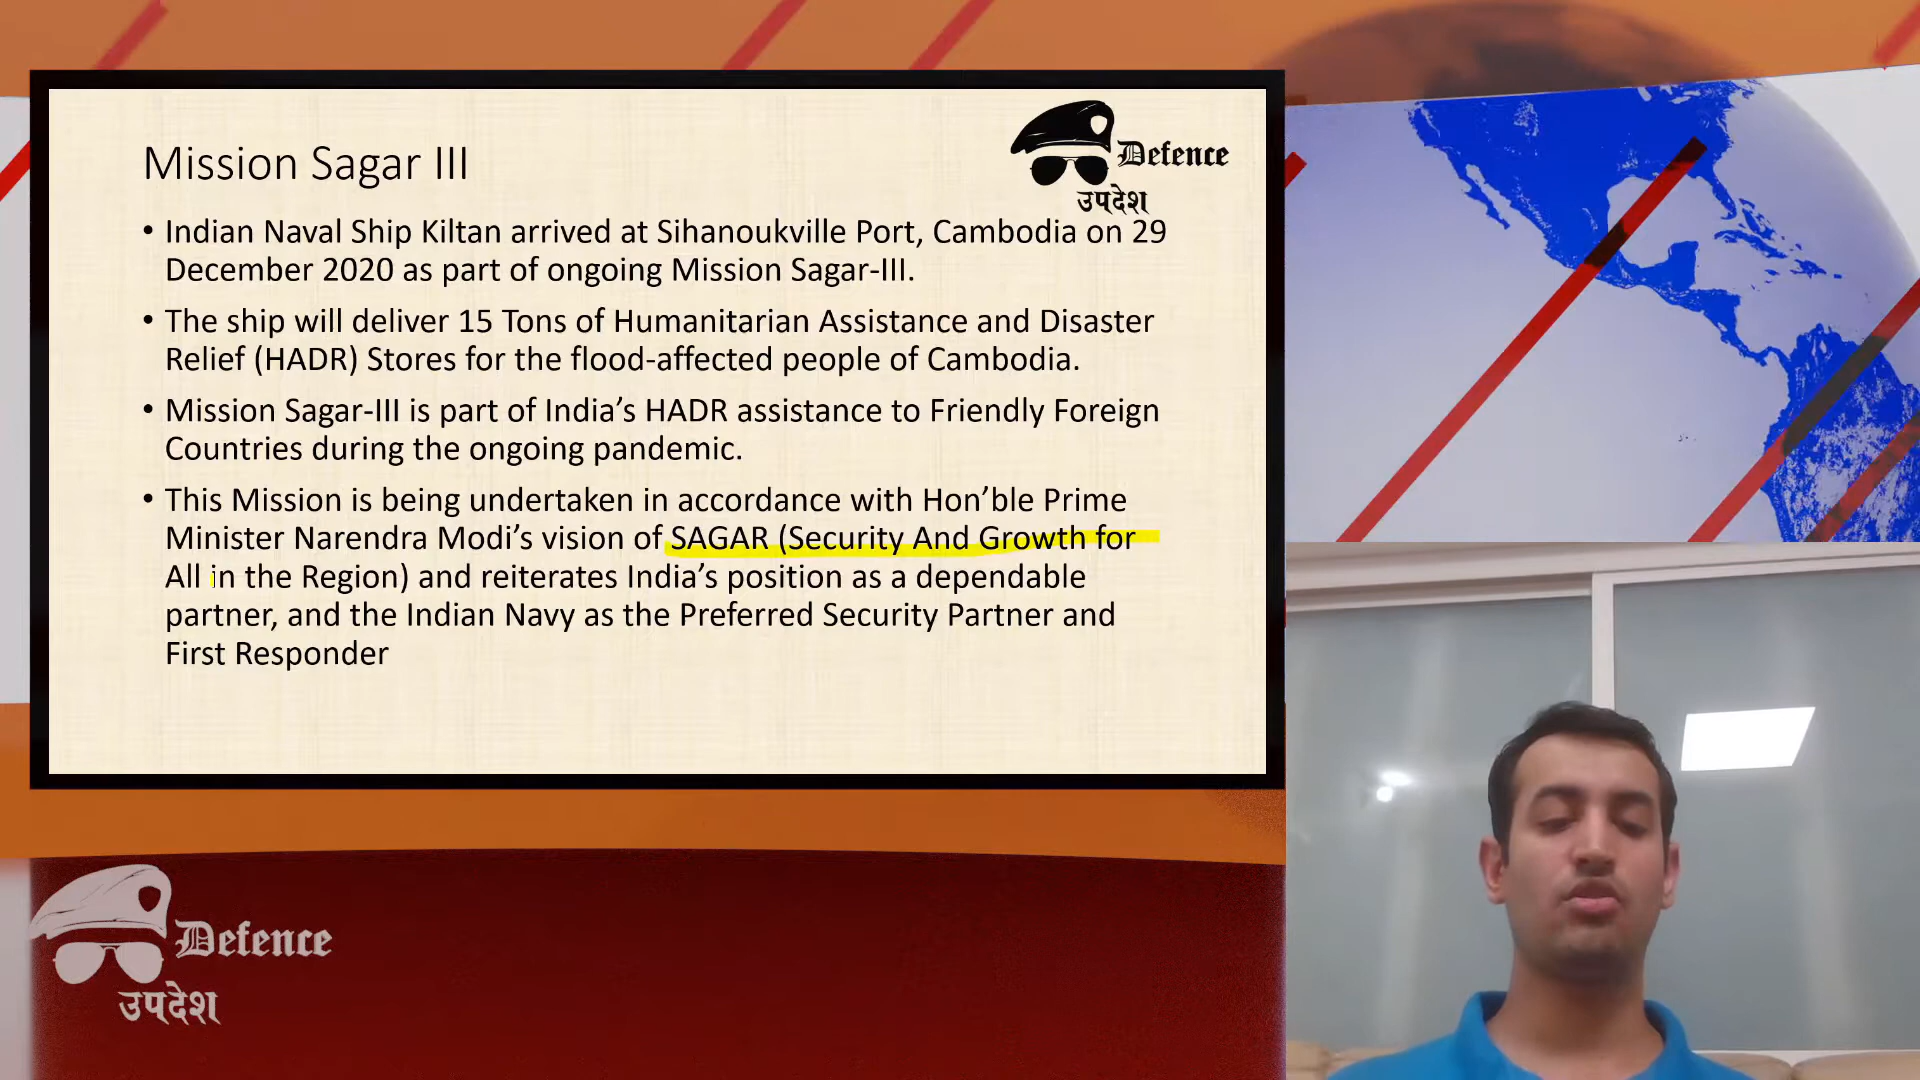 Mission Sagar III
Defence
उपदेश
• Indian Naval Ship Kiltan arrived at Sihanoukville Port, Cambodia on 29
December 2020 as part of ongoing Mission Sagar-III.
• The ship will deliver 15 Tons of Humanitarian Assistance and Disaster
Relief (HADR) Stores for the flood-affected people of Cambodia.
• Mission Sagar-III is part of India’s HADR assistance to Friendly Foreign
Countries during the ongoing pandemic.
• This Mission is being undertaken in accordance with Hon’ble Prime
Minister Narendra Modi’s vision of SAGAR (Security And Growth for
All in the Region) and reiterates India’s position as a dependable
partner, and the Indian Navy as the Preferred Security Partner and
First Responder
Defence
उपदेश